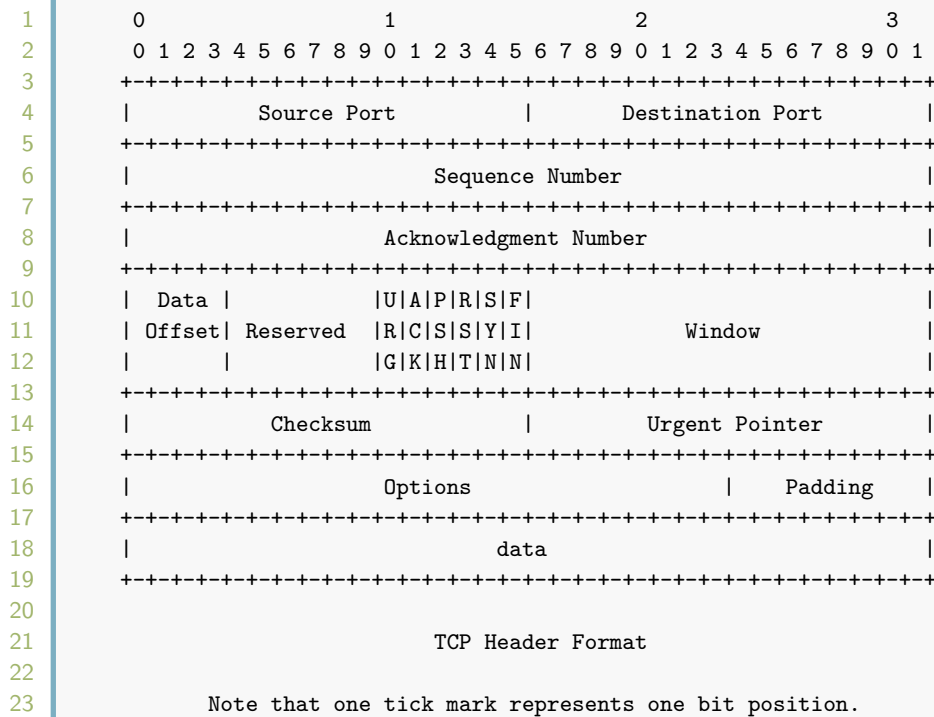 1          0                   1                   2                   3
2          0 1 2 3 4 5 6 7 8 9 0 1 2 3 4 5 6 7 8 9 0 1 2 3 4 5 6 7 8 9 0 1
3         +-+-+-+-+-+-+-+-+-+-+-+-+-+-+-+-+-+-+-+-+-+-+-+-+-+-+-+-+-+-+-+-+
4         |          Source Port          |       Destination Port        |
5         +-+-+-+-+-+-+-+-+-+-+-+-+-+-+-+-+-+-+-+-+-+-+-+-+-+-+-+-+-+-+-+-+
6         |                        Sequence Number                        |
7         +-+-+-+-+-+-+-+-+-+-+-+-+-+-+-+-+-+-+-+-+-+-+-+-+-+-+-+-+-+-+-+-+
8         |                    Acknowledgment Number                      |
9         +-+-+-+-+-+-+-+-+-+-+-+-+-+-+-+-+-+-+-+-+-+-+-+-+-+-+-+-+-+-+-+-+
10        |  Data |           |U|A|P|R|S|F|                               |
11        | Offset| Reserved  |R|C|S|S|Y|I|            Window             |
12        |       |           |G|K|H|T|N|N|                               |
13        +-+-+-+-+-+-+-+-+-+-+-+-+-+-+-+-+-+-+-+-+-+-+-+-+-+-+-+-+-+-+-+-+
14        |           Checksum            |         Urgent Pointer        |
15        +-+-+-+-+-+-+-+-+-+-+-+-+-+-+-+-+-+-+-+-+-+-+-+-+-+-+-+-+-+-+-+-+
16        |                    Options                    |    Padding    |
17        +-+-+-+-+-+-+-+-+-+-+-+-+-+-+-+-+-+-+-+-+-+-+-+-+-+-+-+-+-+-+-+-+
18        |                             data                              |
19        +-+-+-+-+-+-+-+-+-+-+-+-+-+-+-+-+-+-+-+-+-+-+-+-+-+-+-+-+-+-+-+-+
20
21                                 TCP Header Format
22
23               Note that one tick mark represents one bit position.